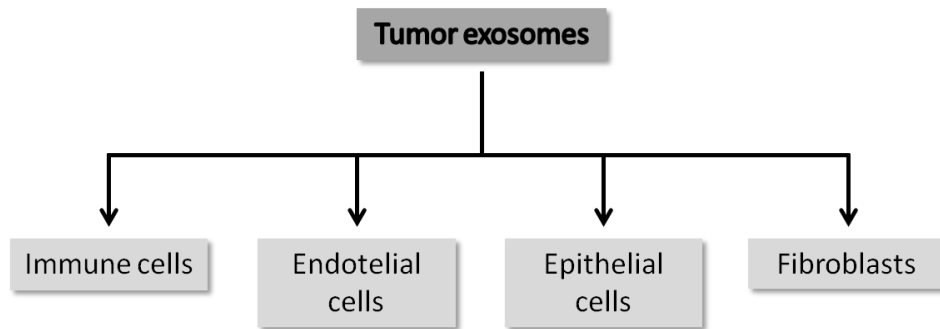 Tumor exosomes
Immune cells
Endotelial
cells
Epithelial
cells
Fibroblasts